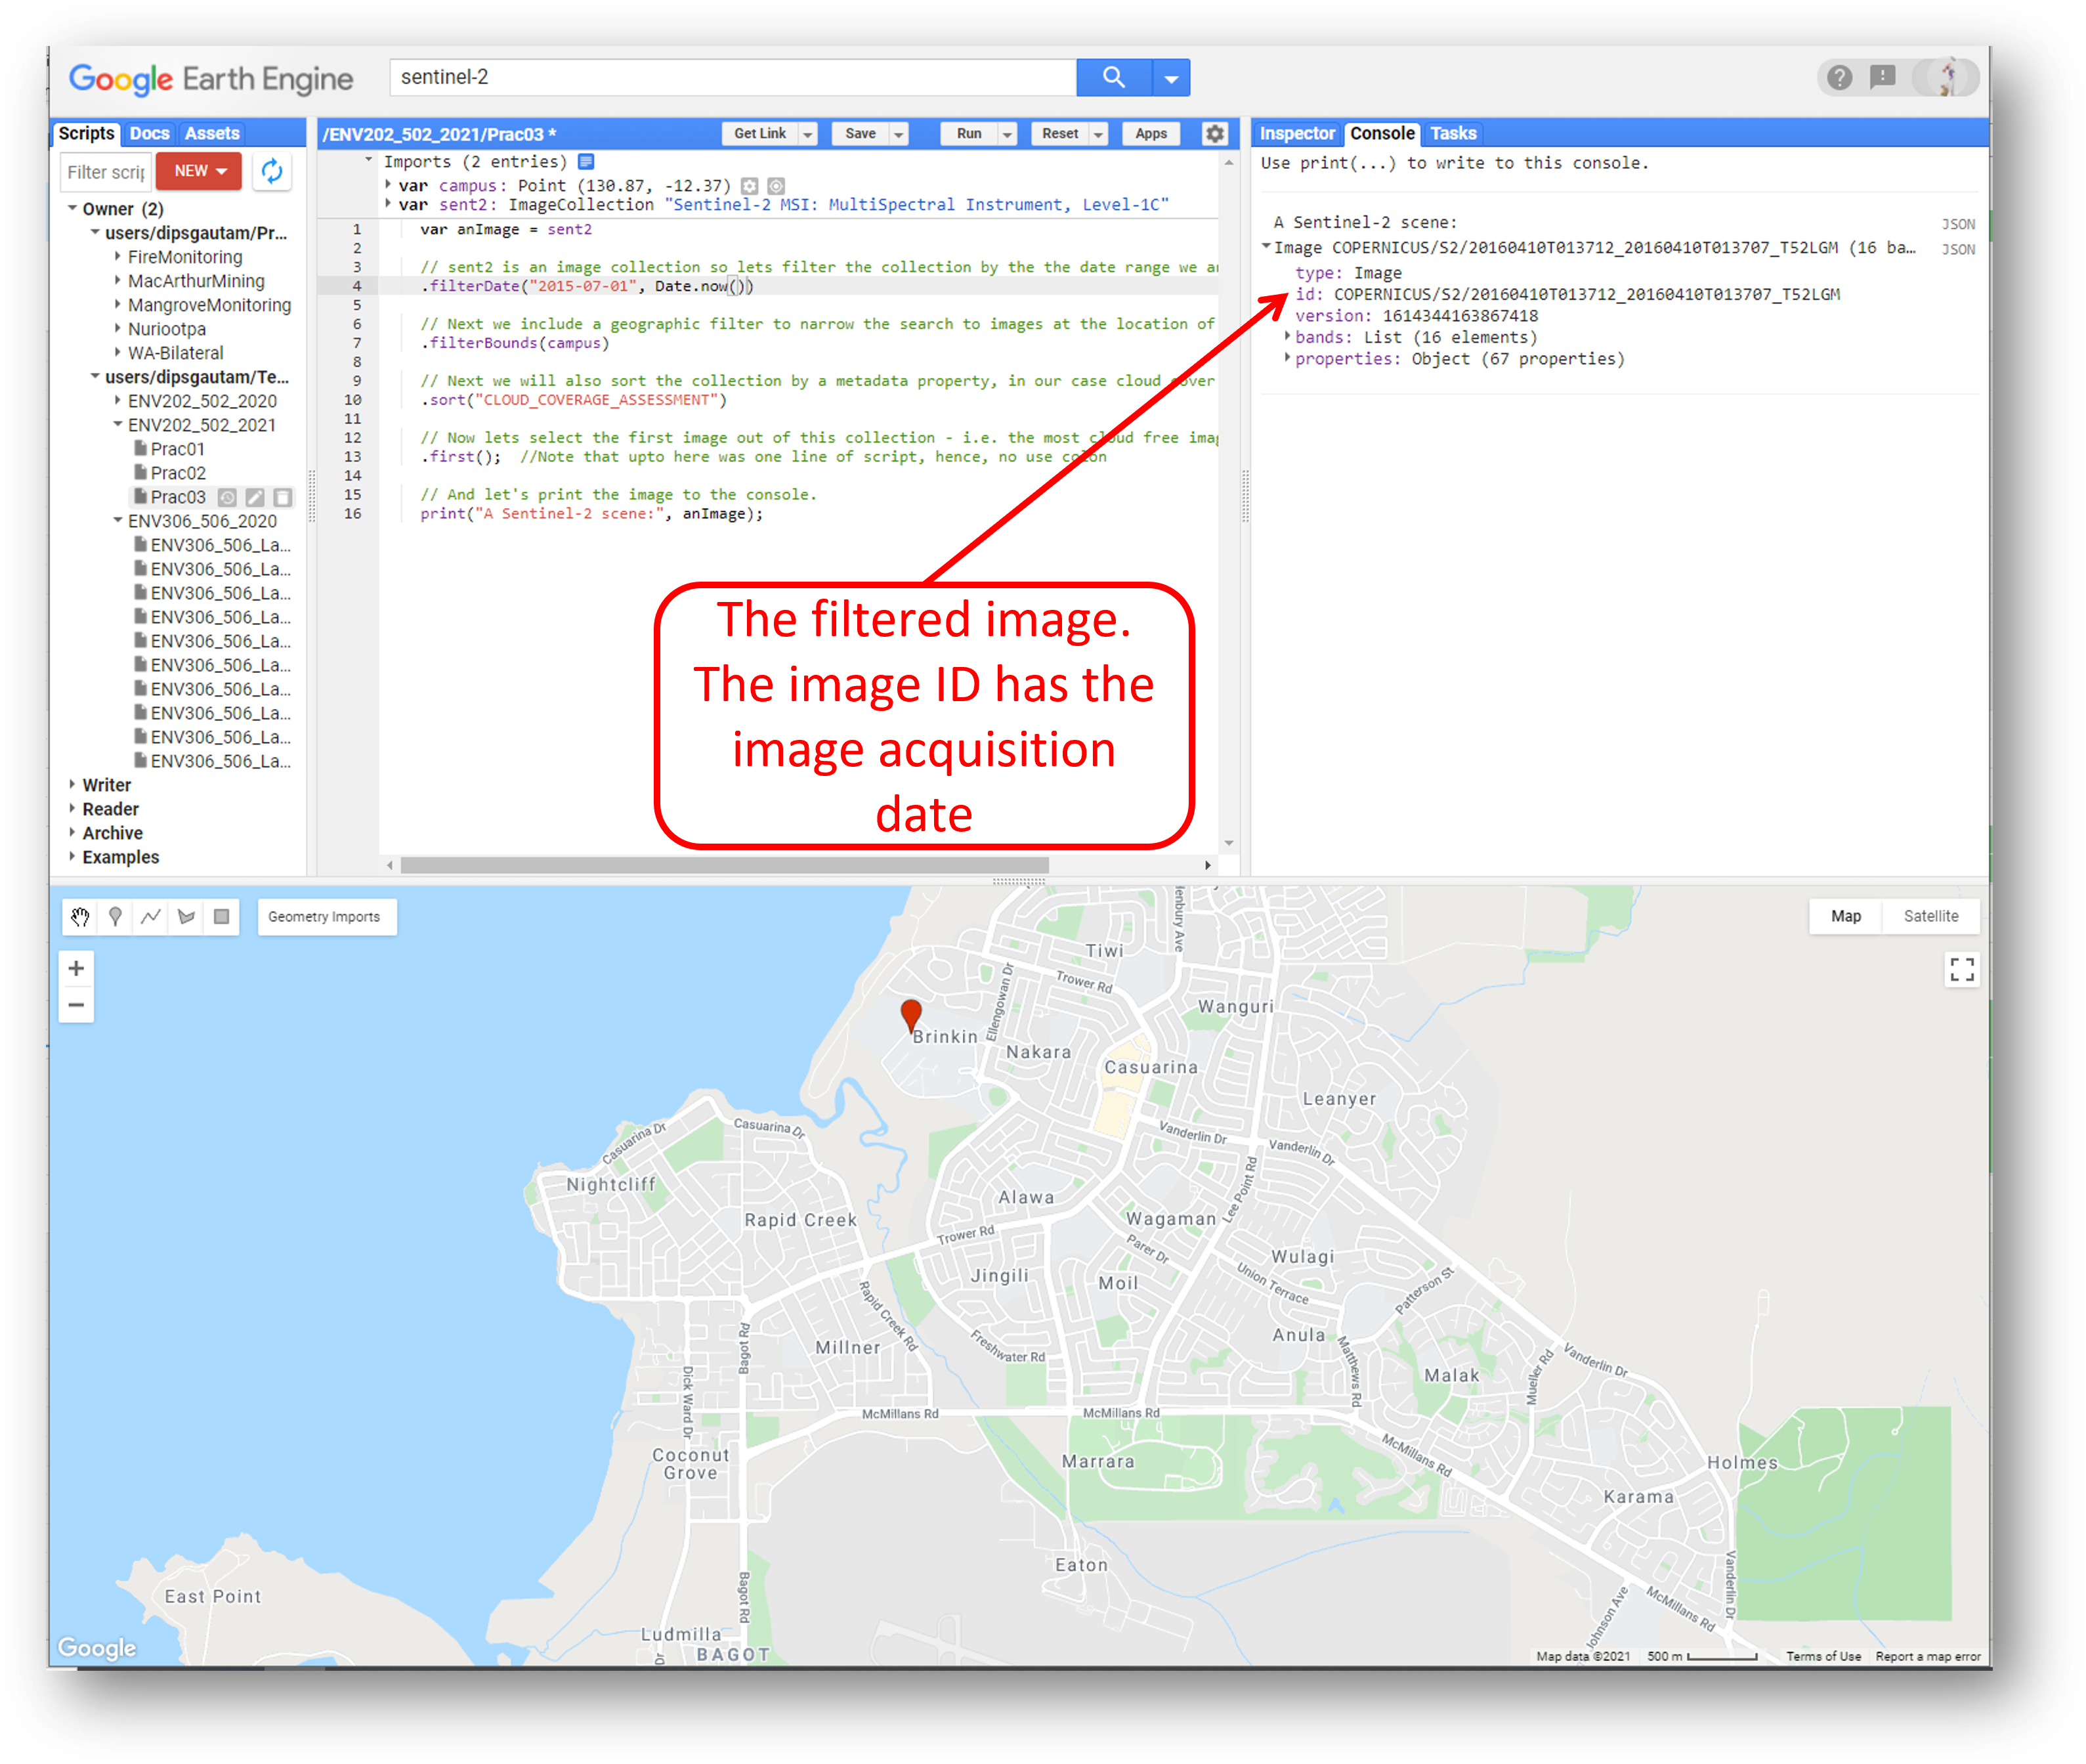 Google Earth Engine
sentinel-2
Scripts Docs Assets
Filter scrip
NEW
Owner (2)
users/dipsgautam/Pr...
FireMonitoring
MacArthurMining
MangroveMonitoring
Nuriootpa
WA-Bilateral
users/dipsgautam/Te...
ENV202_502_2020
ENV202_502_2021
Prac01
Prac02
Prac03
ENV306_506_2020
ENV306_506_La...
ENV306_506_La...
ENV306_506_La...
ENV306_506_La...
ENV306_506_La...
ENV306_506_La...
ENV306_506_La...
ENV306_506_La...
ENV306_506_La...
ENV306_506_La...
Writer
Reader
Archive
Examples
/ENV202_502_2021/Prac03 *
Get Link Save Run Reset Apps
Imports (2 entries)
var campus: Point (130.87, -12.37)
var sent2: ImageCollection "Sentinel-2 MSI: MultiSpectral Instrument, Level-1C"
1 var anImage = sent2
2
3 // sent2 is an image collection so lets filter the collection by the the date range we a
4 .filterDate("2015-07-01", Date.now())
5
6 // Next we include a geographic filter to narrow the search to images at the location of
7 .filterBounds(campus)
8
9 // Next we will also sort the collection by a metadata property, in our case cloud cover
10 .sort("CLOUD_COVERAGE_ASSESSMENT")
11
12 // Now lets select the first image out of this collection - i.e. the most cloud free ima
13 .first(); //Note that upto here was one line of script, hence, no use colon
14
15 // And let's print the image to the console.
16 print("A Sentinel-2 scene:", anImage);
The filtered image.
The image ID has the
image acquisition
date
Inspector Console Tasks
Use print(...) to write to this console.
A Sentinel-2 scene:
JSON
Image COPERNICUS/S2/20160410T013712_20160410T013707_T52LGM (16 ba...
JSON
type: Image
id: COPERNICUS/S2/20160410T013712_20160410T013707_T52LGM
version: 1614344163867418
bands: List (16 elements)
properties: Object (67 properties)
Geometry Imports
Map Satellite
+
−
lenbury Ave
Tiwi
Trower Rd
Ellengowan Dr
Wanguri
Brinkin
Nakara
Casuarina
Leanyer
Casuarina Dr
Casuarina Dr
Vanderlin Dr
Vanderlin Dr
Nightcliff
Lee Point Rd
Alawa
Rapid Creek
Wagaman
Trower Rd
Parer Dr
Wulagi
Jingili
Moil
Union Terrace
Patterson St
Rapid Creek Rd
Anula
Millner
Bagot Rd
Freshwater Rd
Matthews Rd
Mueller Rd
Vanderlin Dr
Malak
Dick Ward Dr
McMillans Rd
McMillans Rd
McMillans Rd
Coconut
Grove
Marrara
Holmes
Karama
Eaton
Vanderlin Dr
East Point
Bagot Rd
Johnson Ave
McMillans Rd
Ludmilla
BAGOT
Dr
Google
Map data ©2021 500 m Terms of Use Report a map error